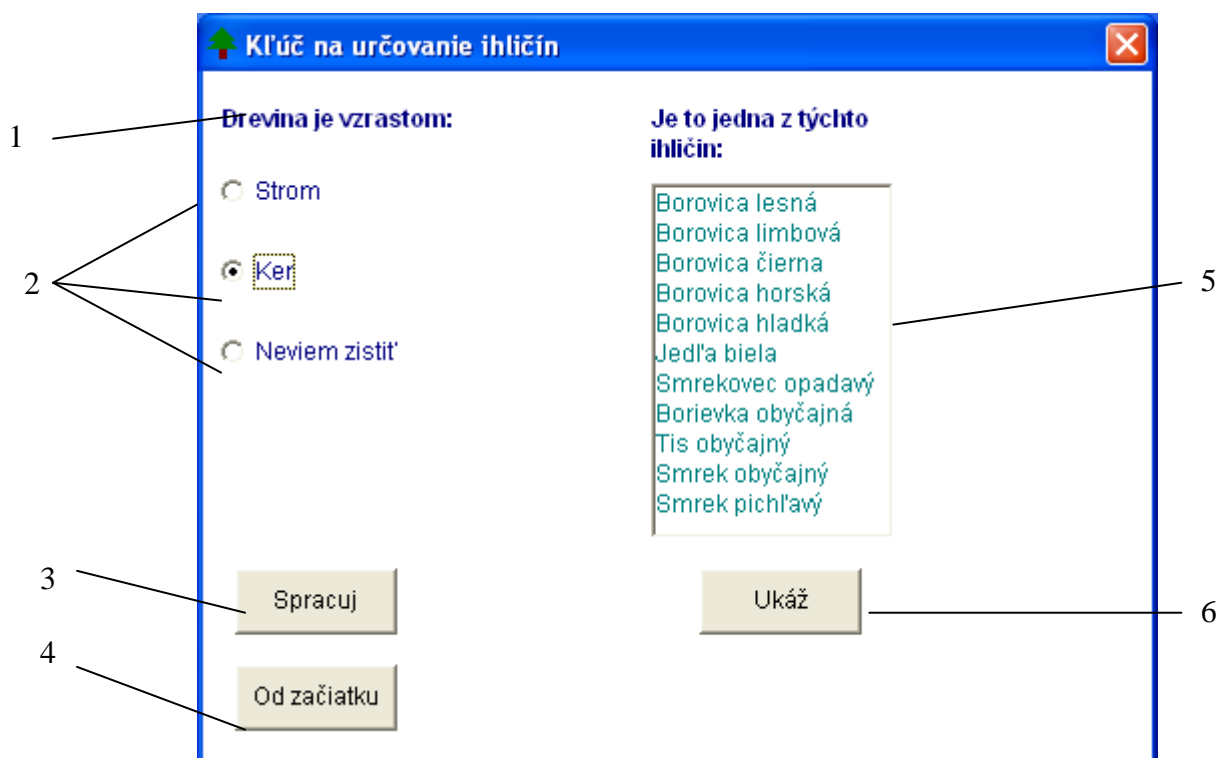 Kľúč na určovanie ihličín
1
Drevina je vzrastom:
2
Strom
Ker
Neviem zistiť
3
Spracuj
4
Od začiatku
Je to jedna z týchto
ihličin:
Borovica lesná
Borovica limbová
Borovica čierna
Borovica horská
Borovica hladká
Jedľa biela
Smrekovec opadavý
Borievka obyčajná
Tis obyčajný
Smrek obyčajný
Smrek pichľavý
5
Ukáž
6